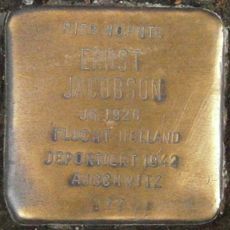 HIER WOHNTE
ERNST
JACOBSON
JG. 1926
FLUCHT HOLLAND
DEPORTIERT 1942
AUSCHWITZ